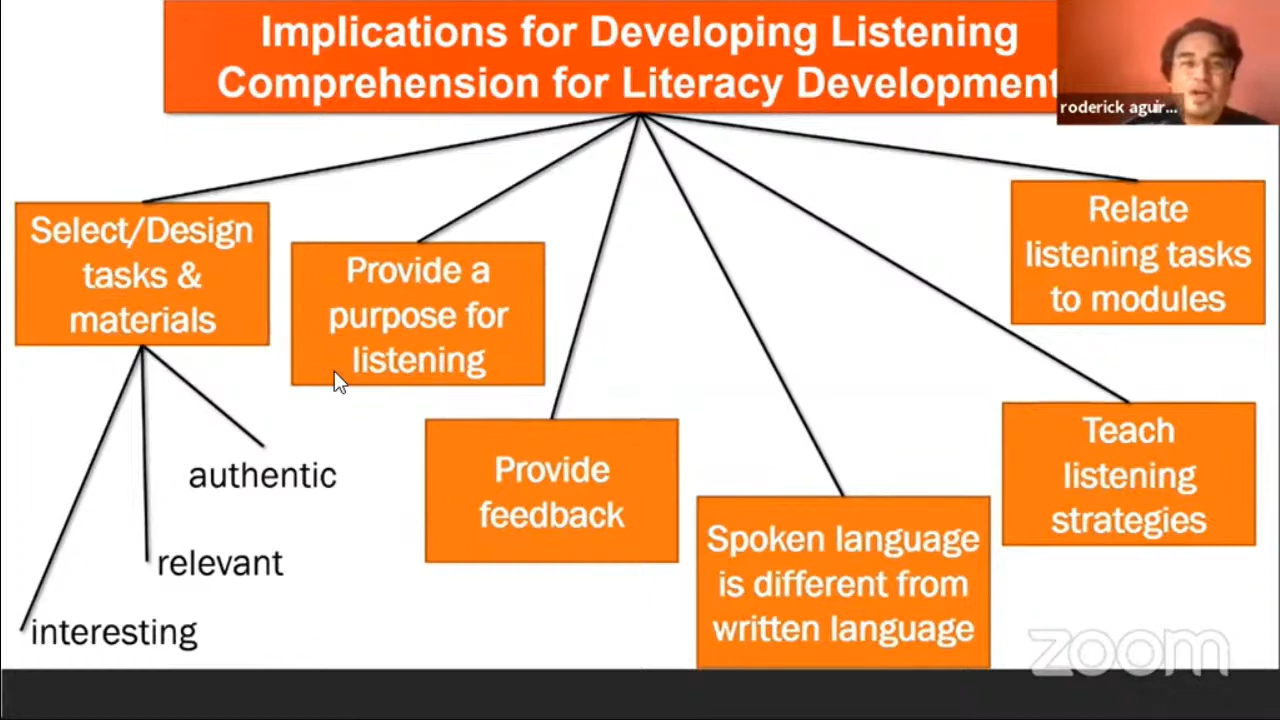 Implications for Developing Listening
Comprehension for Literacy Development
roderick aguir...
Select/Design
tasks &
materials
Provide a
purpose for
listening
Relate
listening tasks
to modules
authentic
relevant
interesting
Provide
feedback
Spoken language
is different from
written language
Teach
listening
strategies
zoom